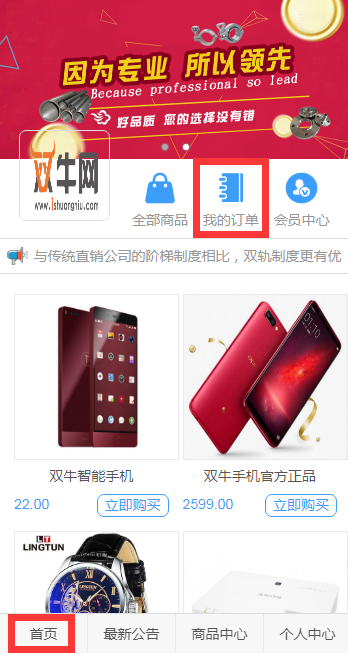 因为专业 所以领先
Because professional so lead
好品质 您的选择没有错
双牛网
www.1shuangniu.com
全部商品
我的订单
会员中心
与传统直销公司的阶梯制度相比，双轨制度更有优
双牛智能手机
22.00
立即购买
双牛手机官方正品
2599.00
立即购买
LT
LINGTUN
首页
最新公告
商品中心
个人中心